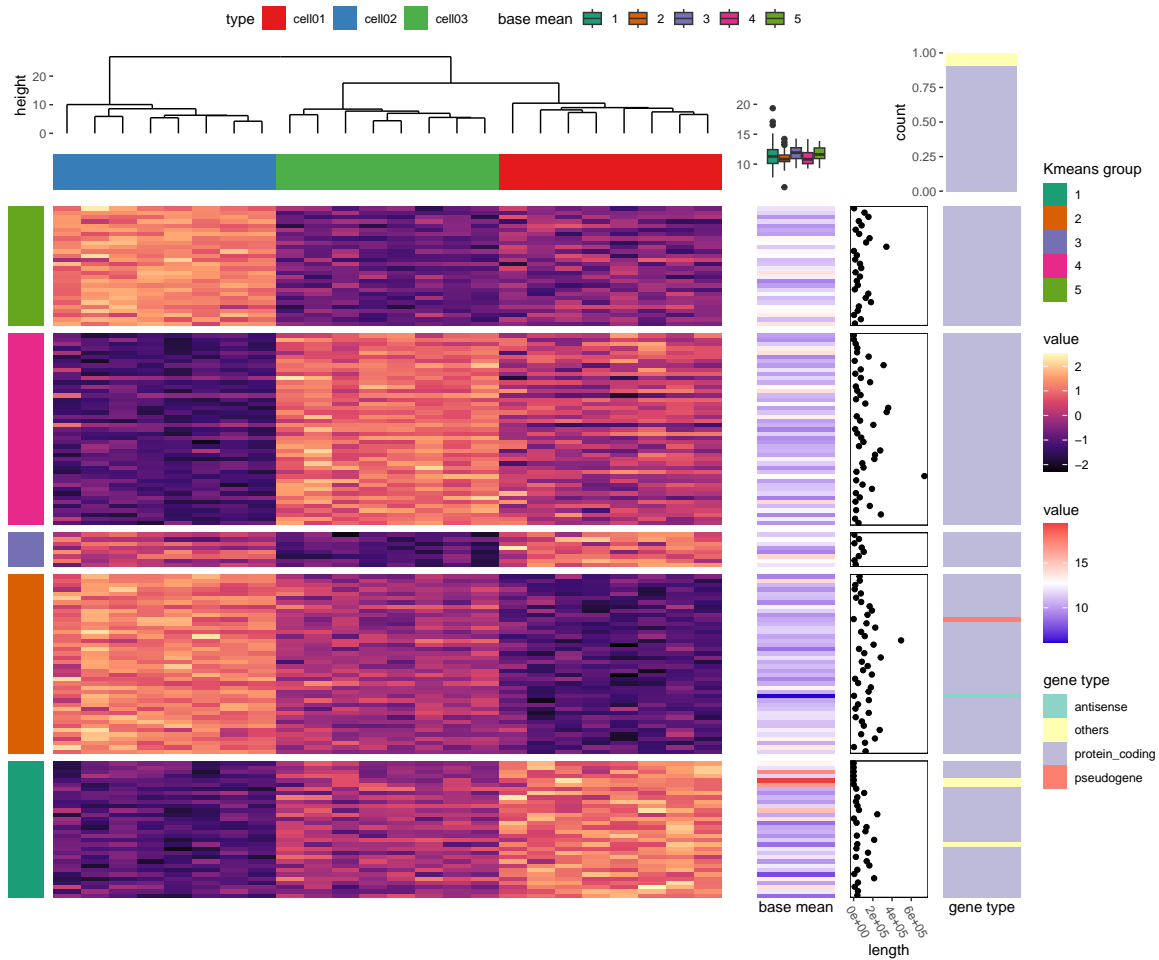 type cell01 cell02 cell03 base mean 1 2 3 4 5
height
20
10
0
20
15
10
count
1.00
0.75
0.50
0.25
0.00
Kmeans group
1
2
3
4
5
value
2
1
0
−1
−2
value
15
10
gene type
antisense
others
protein_coding
pseudogene
base mean
0e+00
2e+05
4e+05
6e+05
length
gene type